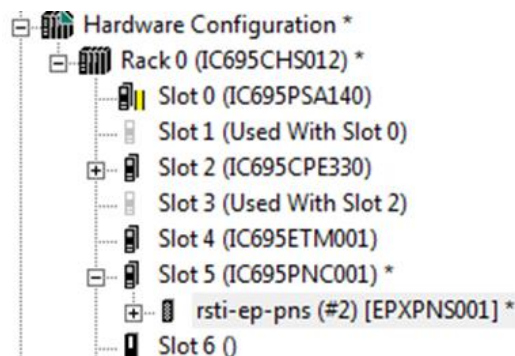 Hardware Configuration *
Rack 0 (IC695CHS012) *
Slot 0 (IC695PSA140)
Slot 1 (Used With Slot 0)
Slot 2 (IC695CPE330)
Slot 3 (Used With Slot 2)
Slot 4 (IC695ETM001)
Slot 5 (IC695PNC001) *
rsti-ep-pns (#2) [EPXPNS001] *
Slot 6 ()